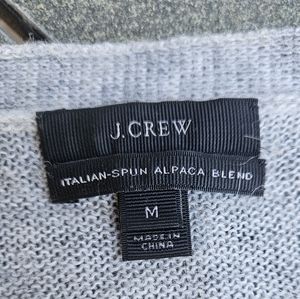 J.CREW
ITALIAN-SPUN ALPACA BLEND
M
MADE IN
CHINA